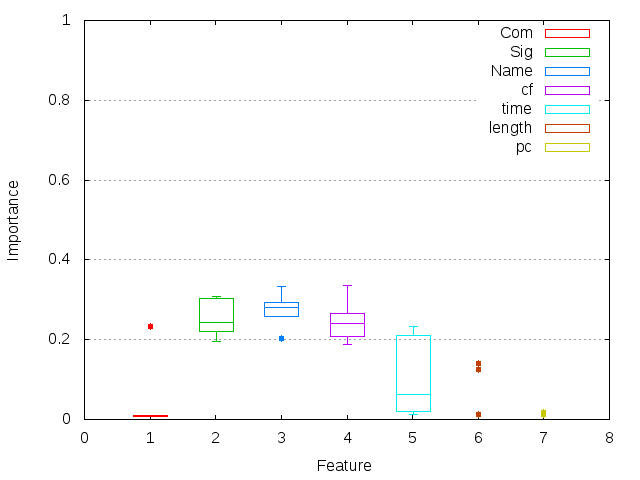 1
0.8
0.6
0.4
0.2
0
0 1 2 3 4 5 6 7 8
Importance
Feature
Com
Sig
Name
cf
time
length
pc